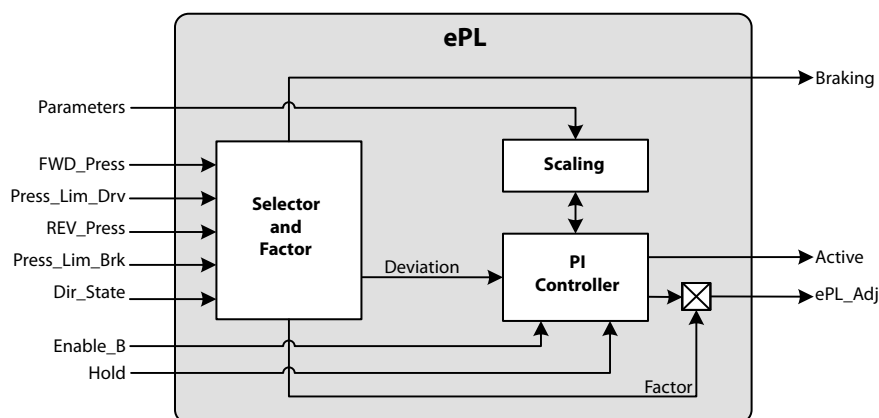 ePL
Braking
Parameters
FWD_Press
Scaling
Press_Lim_Drv
Selector
and
Factor
REV_Press
Press_Lim_Brk
Deviation
PI
Controller
Active
Dir_State
ePL_Adj
Enable_B
Hold
Factor